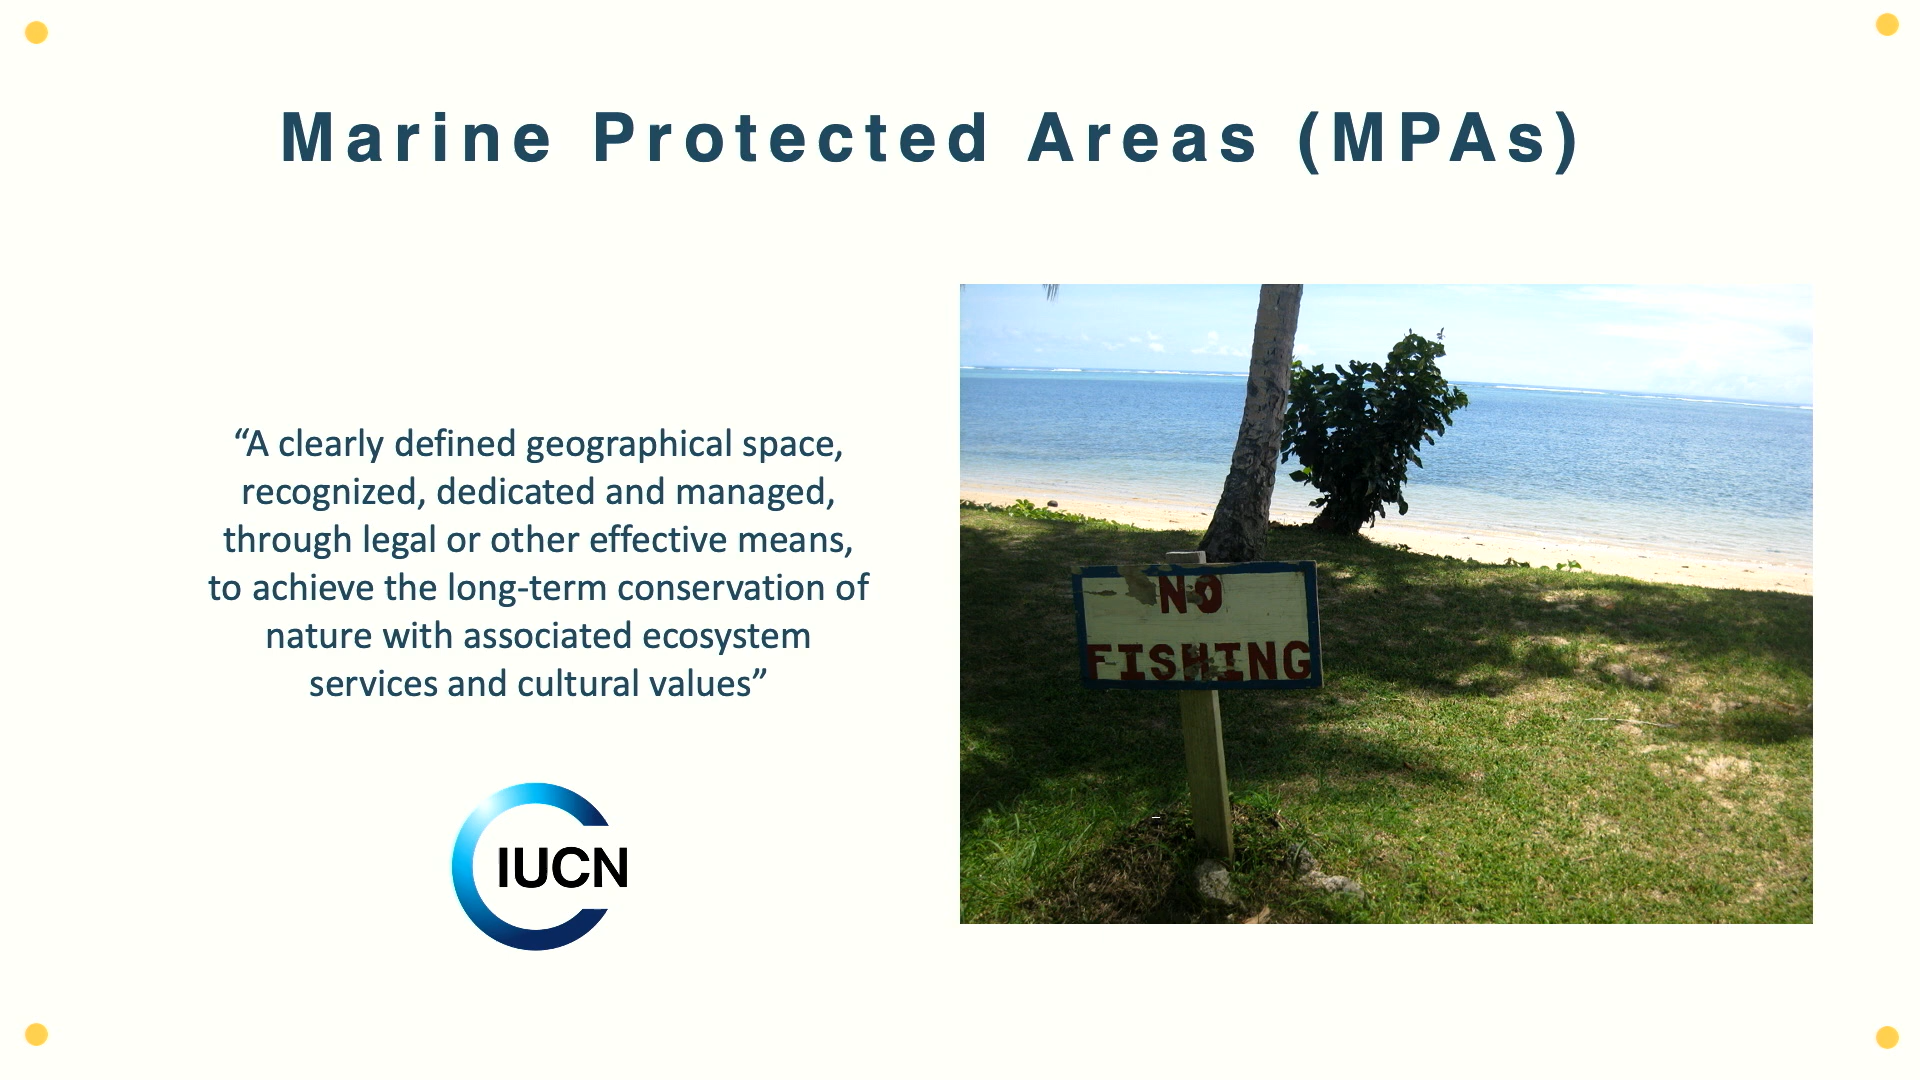 Marine Protected Areas (MPAs)
“A clearly defined geographical space,
recognized, dedicated and managed,
through legal or other effective means,
to achieve the long-term conservation of
nature with associated ecosystem
services and cultural values”
IUCN
NO
FISHING